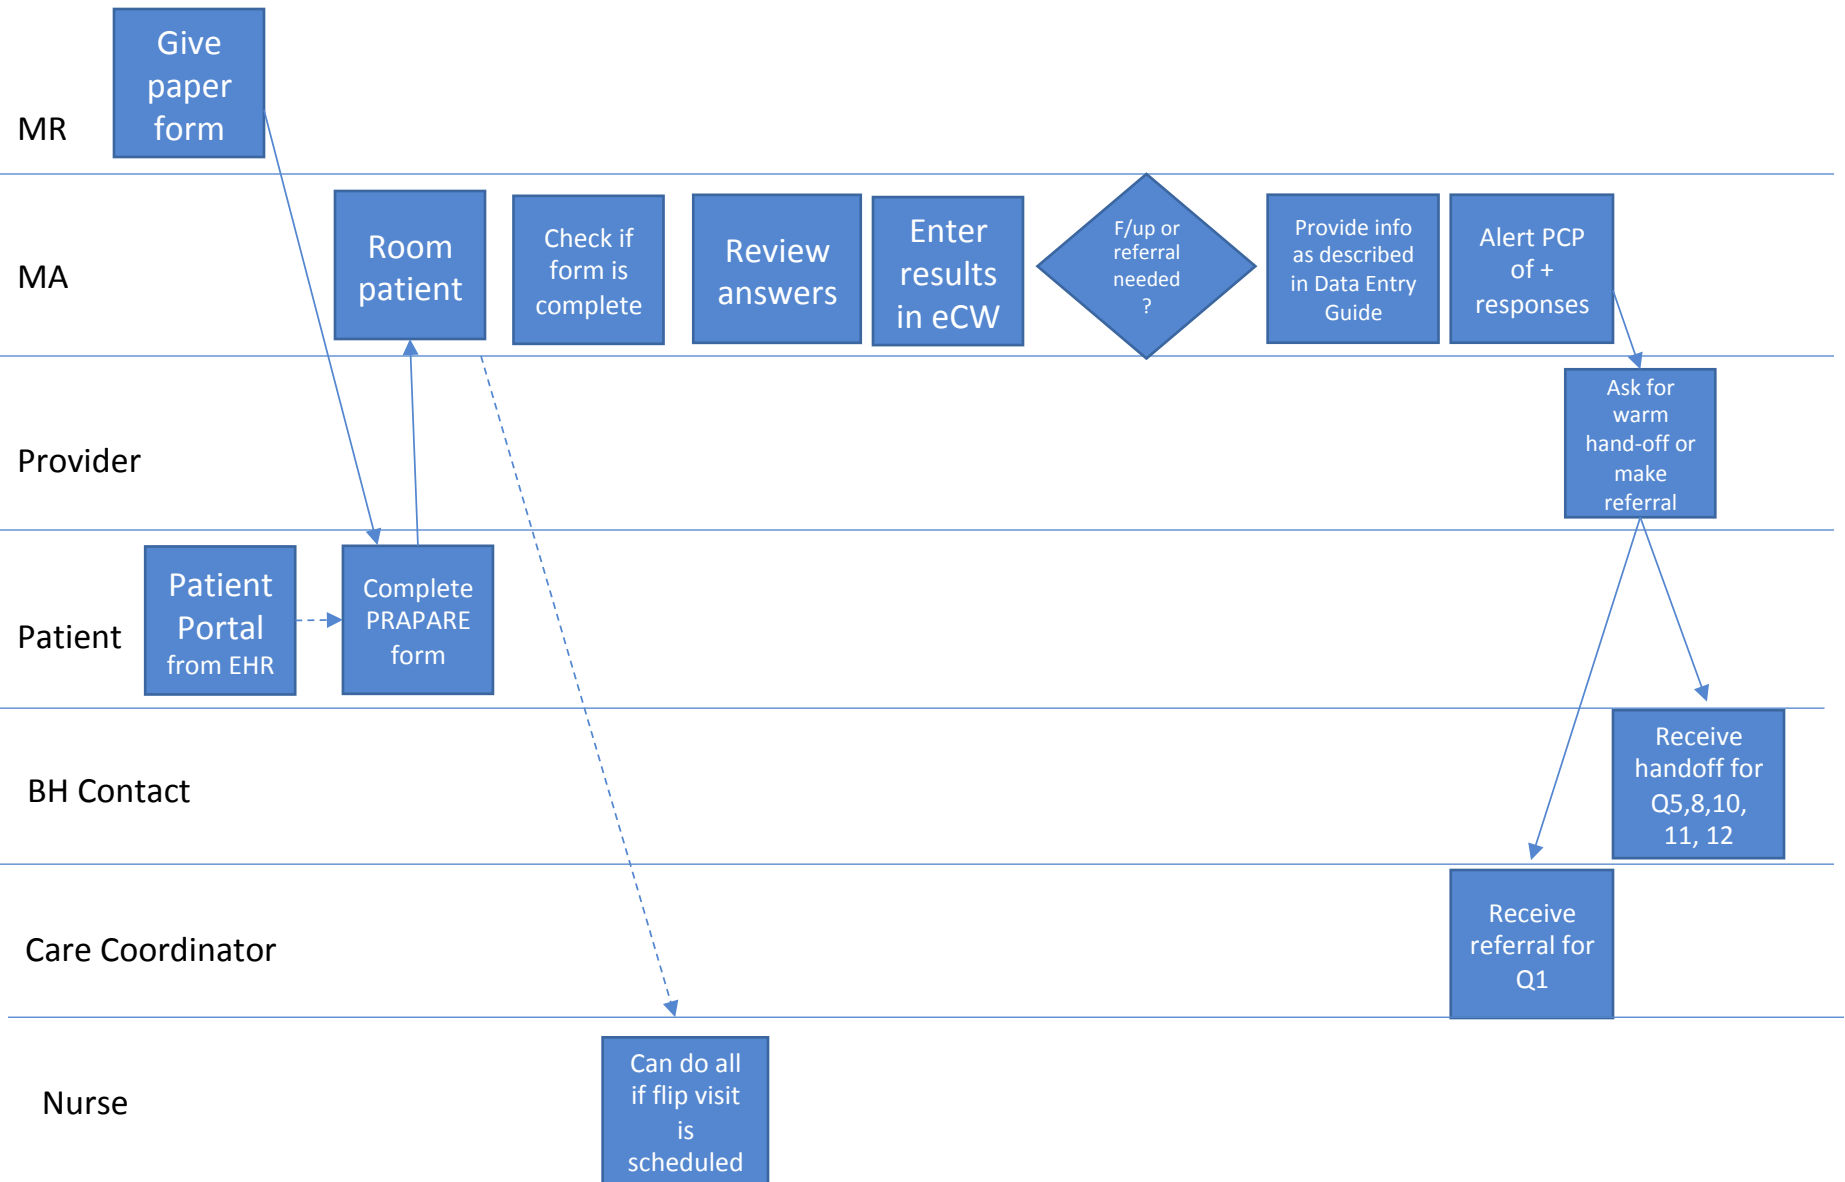 MR
Give
paper
form
MA
Room
patient
Check if
form is
complete
Review
answers
Enter
results
in eCW
F/up or
referral
needed
?
Provide info
as described
in Data Entry
Guide
Alert PCP
of +
responses
Provider
Ask for
warm
hand-off or
make
referral
Patient
Patient
Portal
from EHR
Complete
PRAPARE
form
BH Contact
Receive
handoff for
Q5,8,10,
11, 12
Care Coordinator
Receive
referral for
Q1
Nurse
Can do all
if flip visit
is
scheduled